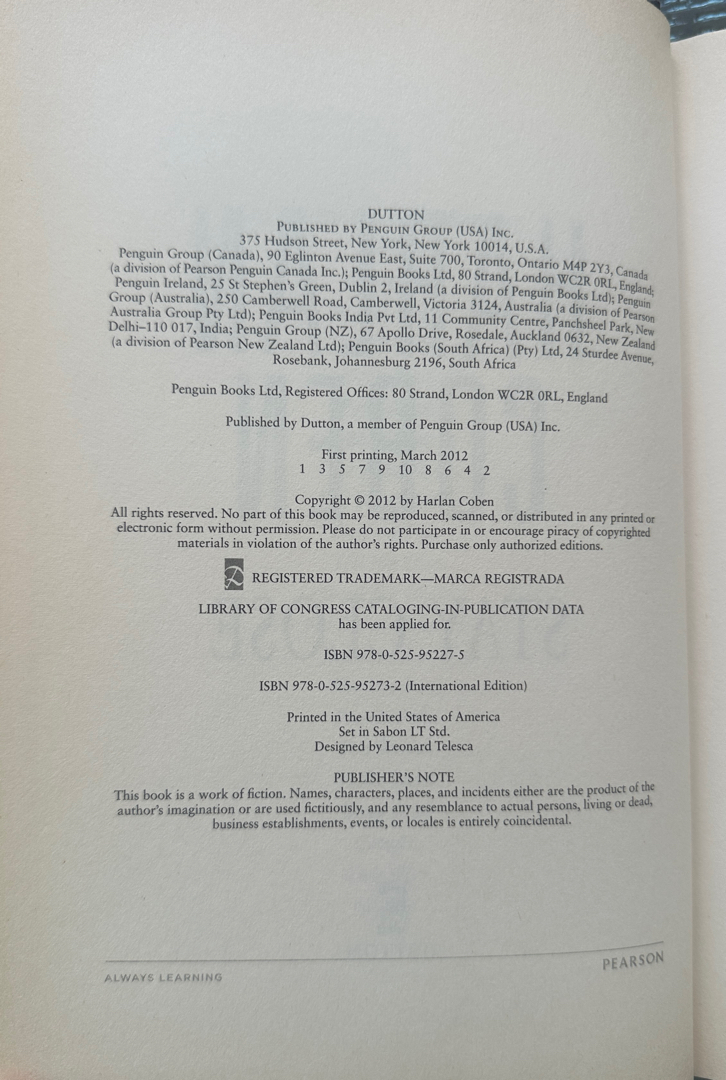 DUTTON
PUBLISHED BY PENGUIN GROUP (USA) INC.
375 Hudson Street, New York, New York 10014, U.S.A.
Penguin Group (Canada), 90 Eglinton Avenue East, Suite 700, Toronto, Ontario M4P 2Y3, Canada
(a division of Pearson Penguin Canada Inc.); Penguin Books Ltd, 80 Strand, London WC2R 0RL, England;
Penguin Ireland, 25 St Stephen's Green, Dublin 2, Ireland (a division of Penguin Books Ltd); Penguin
Group (Australia), 250 Camberwell Road, Camberwell, Victoria 3124, Australia (a division of Pearson
Australia Group Pty Ltd); Penguin Books India Pvt Ltd, 11 Community Centre, Panchsheel Park, New
Delhi—110 017, India; Penguin Group (NZ), 67 Apollo Drive, Rosedale, Auckland 0632, New Zealand
(a division of Pearson New Zealand Ltd); Penguin Books (South Africa) (Pty) Ltd, 24 Sturdee Avenue,
Rosebank, Johannesburg 2196, South Africa
Penguin Books Ltd, Registered Offices: 80 Strand, London WC2R 0RL, England
Published by Dutton, a member of Penguin Group (USA) Inc.
First printing, March 2012
1 3 5 7 9 10 8 6 4 2
Copyright © 2012 by Harlan Coben
All rights reserved. No part of this book may be reproduced, scanned, or distributed in any printed or
electronic form without permission. Please do not participate in or encourage piracy of copyrighted
materials in violation of the author's rights. Purchase only authorized editions.
REGISTERED TRADEMARK—MARCA REGISTRADA
LIBRARY OF CONGRESS CATALOGING-IN-PUBLICATION DATA
has been applied for.
ISBN 978-0-525-95227-5
ISBN 978-0-525-95273-2 (International Edition)
Printed in the United States of America
Set in Sabon LT Std.
Designed by Leonard Telesca
PUBLISHER'S NOTE
This book is a work of fiction. Names, characters, places, and incidents either are the product of the
author's imagination or are used fictitiously, and any resemblance to actual persons, living or dead,
business establishments, events, or locales is entirely coincidental.
ALWAYS LEARNING
PEARSON